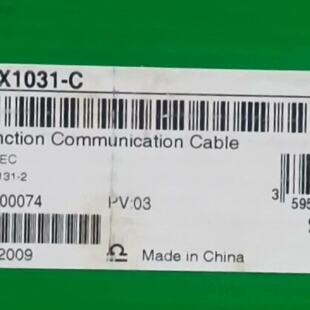 X1031-C
nction Communication Cable
EC
131-2
00074
PV:03
3
595
2009
Made in China